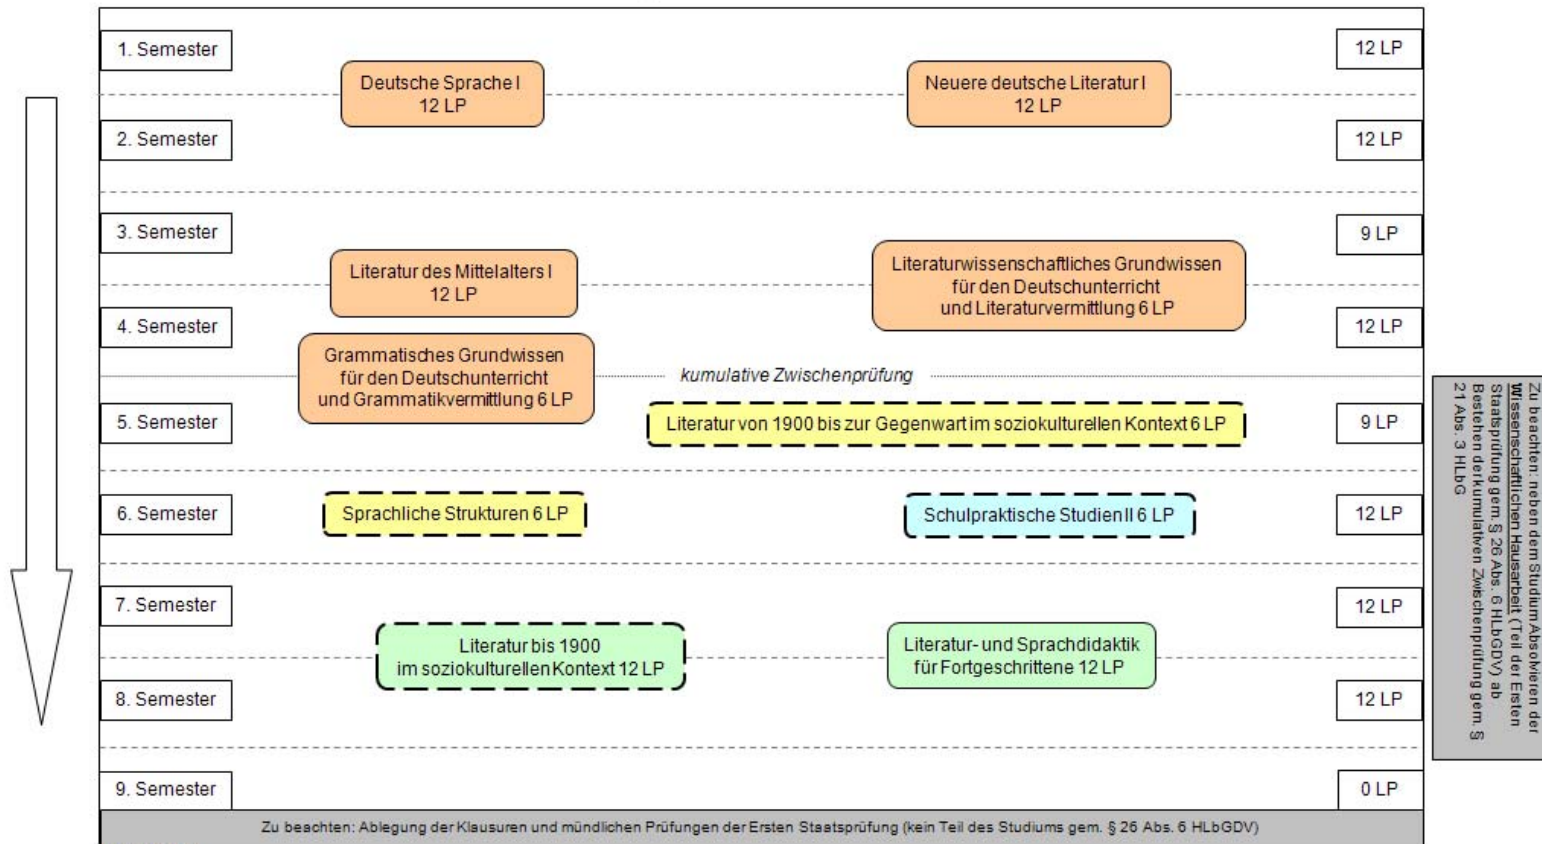 1. Semester
12 LP
Deutsche Sprache I
12 LP
Neuere deutsche Literatur I
12 LP
2. Semester
12 LP
3. Semester
9 LP
Literatur des Mittelalters I
12 LP
Literaturwissenschaftliches Grundwissen
für den Deutschunterricht
und Literaturvermittlung 6 LP
4. Semester
12 LP
Grammatisches Grundwissen
für den Deutschunterricht
und Grammatikvermittlung 6 LP
kumulative Zwischenprüfung
5. Semester
Literatur von 1900 bis zur Gegenwart im soziokulturellen Kontext 6 LP
9 LP
6. Semester
Sprachliche Strukturen 6 LP
Schulpraktische Studien II 6 LP
12 LP
7. Semester
12 LP
Literatur bis 1900
im soziokulturellen Kontext 12 LP
Literatur- und Sprachdidaktik
für Fortgeschrittene 12 LP
8. Semester
12 LP
9. Semester
0 LP
Zu beachten: Ablegung der Klausuren und mündlichen Prüfungen der Ersten Staatsprüfung (kein Teil des Studiums gem. § 26 Abs. 6 HLbGDV)
Zu beachten: neben dem Studium Absolvieren der
Wissenschaftlichen Hausarbeit (Teil der Ersten
Staatsprüfung gem. § 26 Abs. 6 HLbGDV) ab
Bestehen der kumulativen Zwischenprüfung gem. §
21 Abs. 3 HLbG